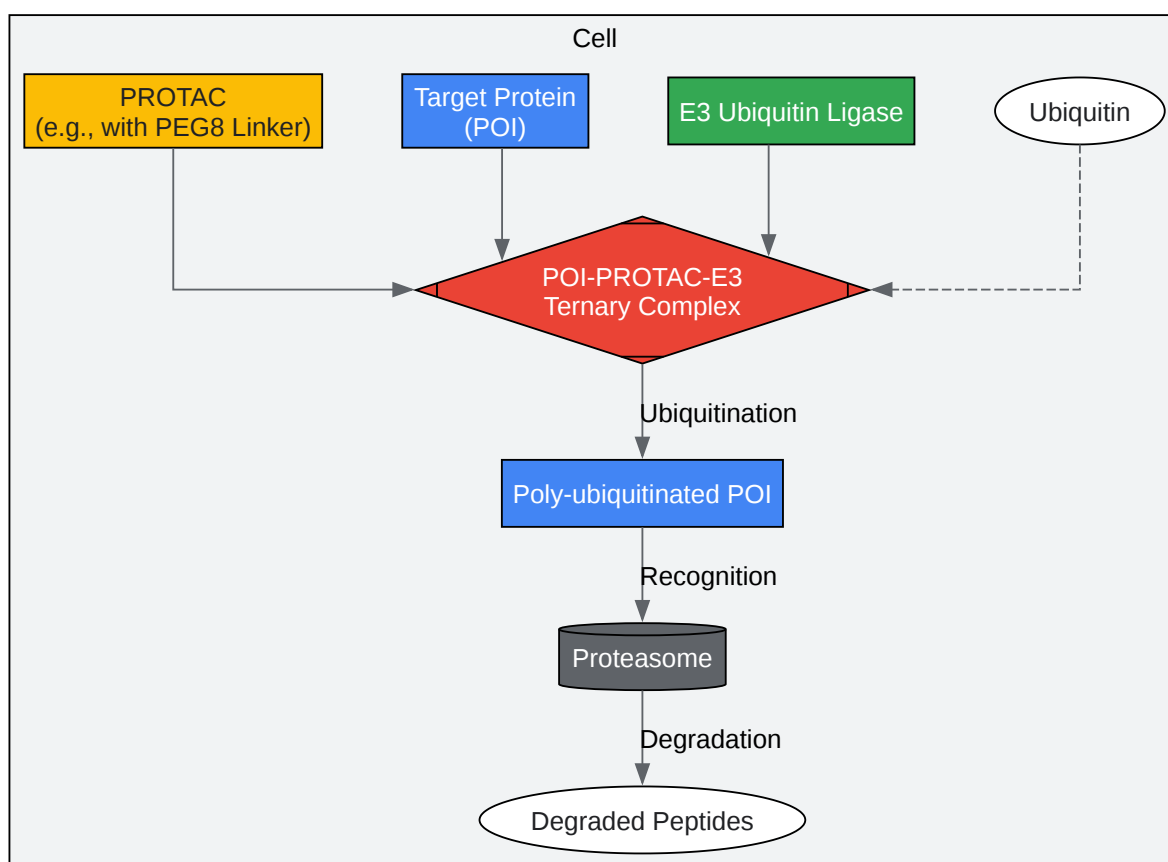 Cell
PROTAC
(e.g., with PEG8 Linker)
Target Protein
(POI)
E3 Ubiquitin Ligase
Ubiquitin
POI-PROTAC-E3
Ternary Complex
Ubiquitination
Poly-ubiquitinated POI
Recognition
Proteasome
Degradation
Degraded Peptides